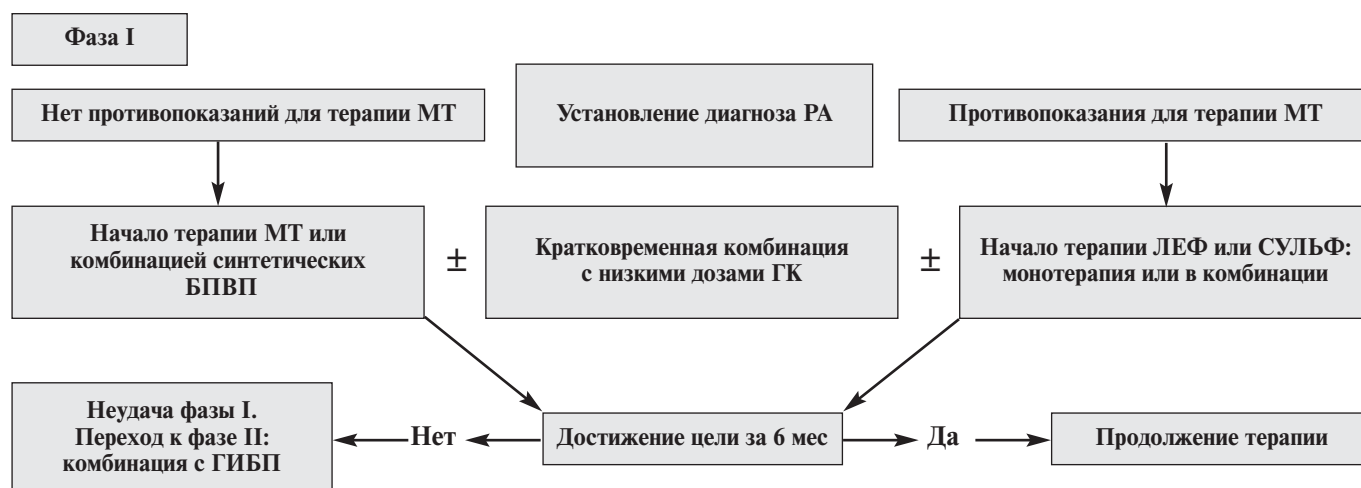 Фаза I
Нет противопоказаний для терапии МТ
Установление диагноза РА
Противопоказания для терапии МТ
Начало терапии МТ или
комбинацией синтетических
БПВП
±
Кратковременная комбинация
с низкими дозами ГК
±
Начало терапии ЛЕФ или СУЛЬФ:
монотерапия или в комбинации
Неудача фазы I.
Переход к фазе II:
комбинация с ГИБП
Нет
Достижение цели за 6 мес
Да
Продолжение терапии